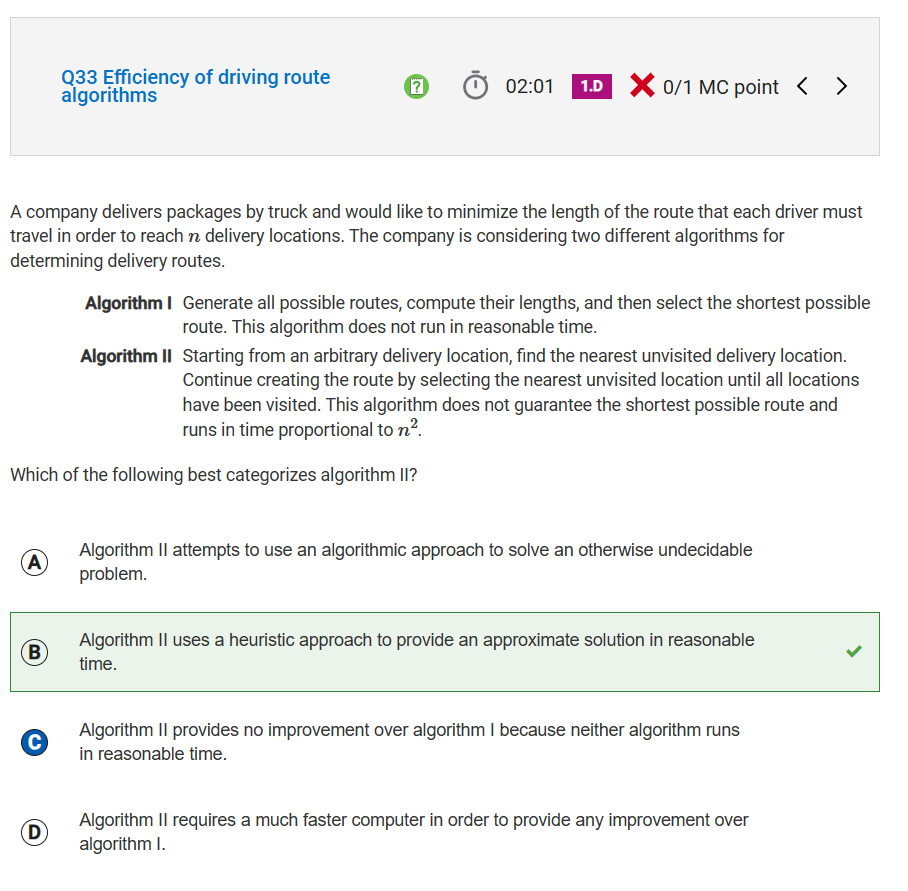 Q33 Efficiency of driving route
algorithms
?
02:01
1.D
0/1 MC point
A company delivers packages by truck and would like to minimize the length of the route that each driver must
travel in order to reach n delivery locations. The company is considering two different algorithms for
determining delivery routes.
Algorithm I Generate all possible routes, compute their lengths, and then select the shortest possible
route. This algorithm does not run in reasonable time.
Algorithm II Starting from an arbitrary delivery location, find the nearest unvisited delivery location.
Continue creating the route by selecting the nearest unvisited location until all locations
have been visited. This algorithm does not guarantee the shortest possible route and
runs in time proportional to n².
Which of the following best categorizes algorithm II?
A Algorithm II attempts to use an algorithmic approach to solve an otherwise undecidable
problem.
B Algorithm II uses a heuristic approach to provide an approximate solution in reasonable
time.
C Algorithm II provides no improvement over algorithm I because neither algorithm runs
in reasonable time.
D Algorithm II requires a much faster computer in order to provide any improvement over
algorithm I.